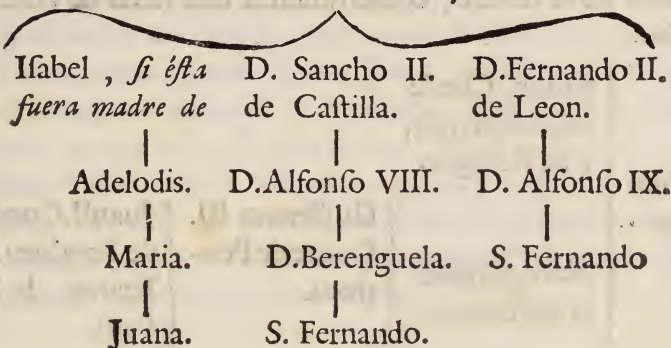 Iſabel , ſi éſta D. Sancho II. D.Fernando II.
fuera madre de de Caſtilla. de Leon.
Adelodis. D.Alfonſo VIII. D. Alfonſo IX.
Maria. D.Berenguela. S. Fernando
Juana. S. Fernando.